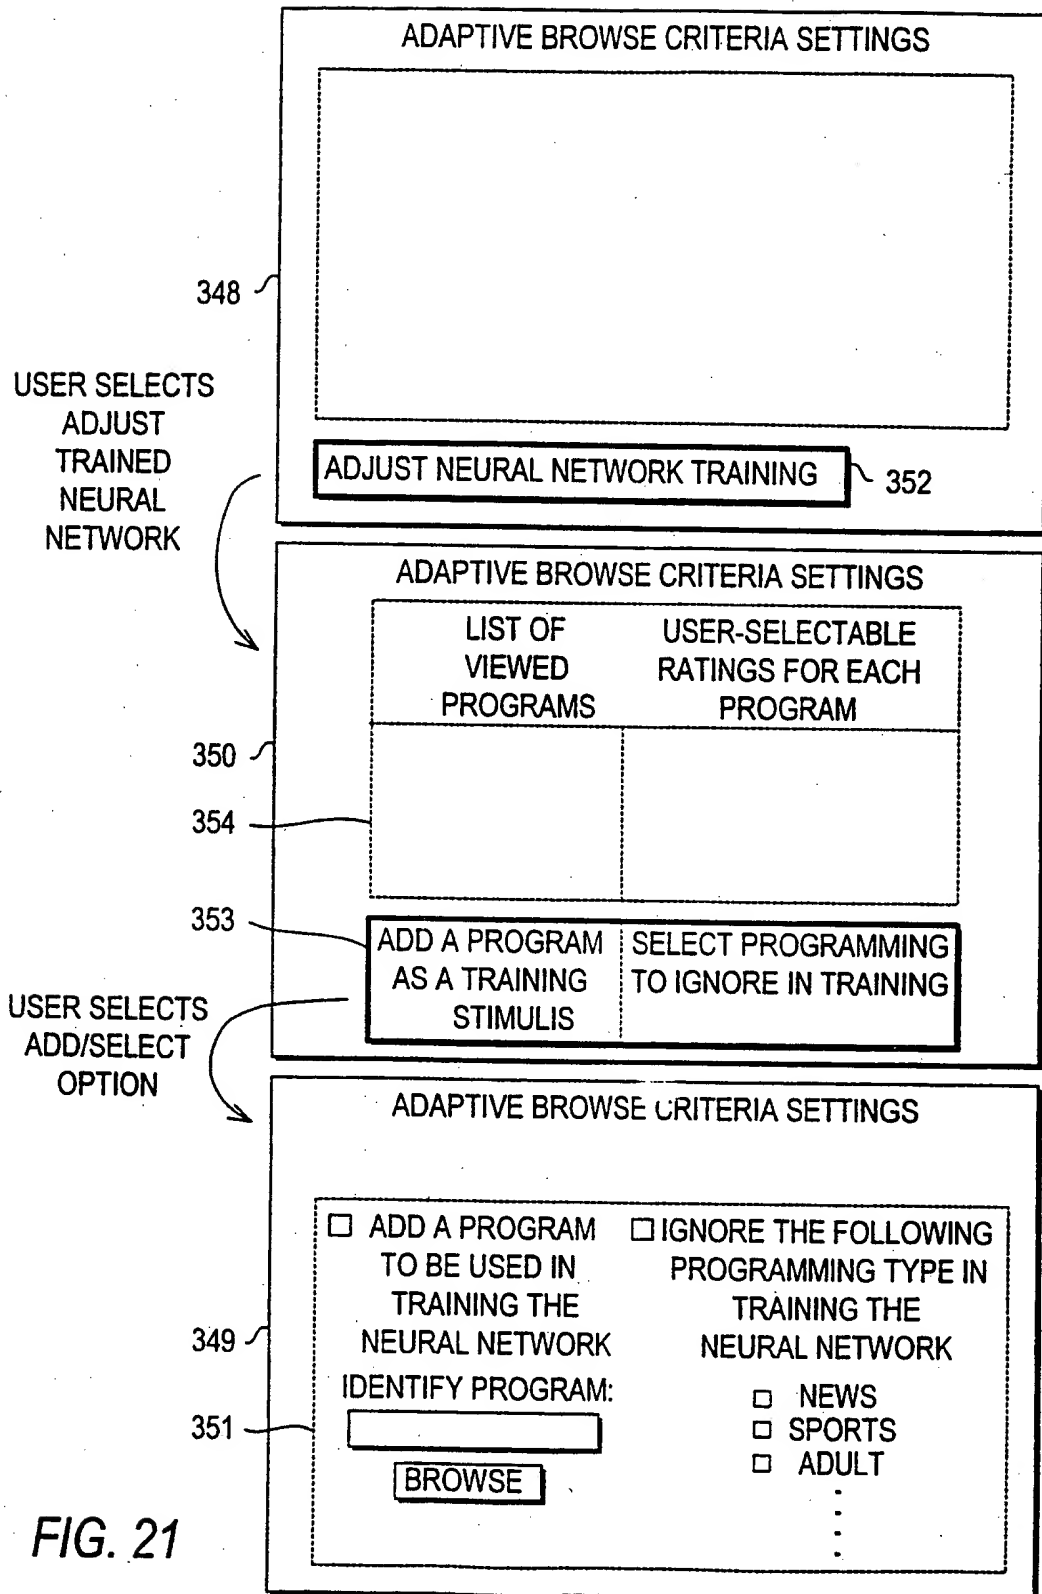 ADAPTIVE BROWSE CRITERIA SETTINGS
348
USER SELECTS
ADJUST
TRAINED
NEURAL
NETWORK
ADJUST NEURAL NETWORK TRAINING
352
ADAPTIVE BROWSE CRITERIA SETTINGS
LIST OF
VIEWED
PROGRAMS
USER-SELECTABLE
RATINGS FOR EACH
PROGRAM
350
354
353
ADD A PROGRAM
AS A TRAINING
STIMULIS
SELECT PROGRAMMING
TO IGNORE IN TRAINING
USER SELECTS
ADD/SELECT
OPTION
ADAPTIVE BROWSE CRITERIA SETTINGS
ADD A PROGRAM
TO BE USED IN
TRAINING THE
NEURAL NETWORK
IDENTIFY PROGRAM:
BROWSE
IGNORE THE FOLLOWING
PROGRAMMING TYPE IN
TRAINING THE
NEURAL NETWORK
NEWS
SPORTS
ADULT
349
351
FIG. 21